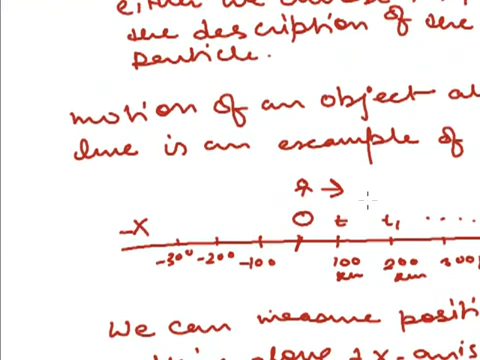 the description of the
particle.
motion of an object al
line is an example of
-X O t t1 ....
-300 -200 -100 100 km 200 km 300
We can measure positi
along +x-axis